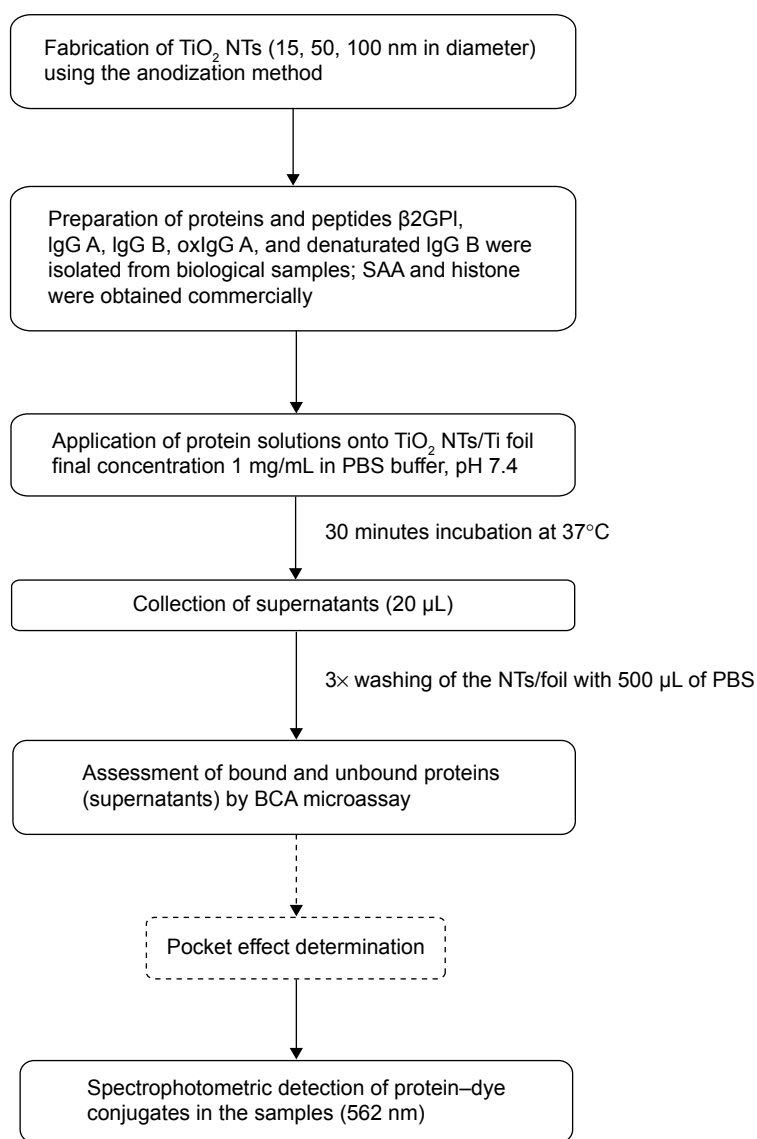 Fabrication of TiO₂ NTs (15, 50, 100 nm in diameter)
using the anodization method
Preparation of proteins and peptides β2GPI,
IgG A, IgG B, oxIgG A, and denaturated IgG B were
isolated from biological samples; SAA and histone
were obtained commercially
Application of protein solutions onto TiO₂ NTs/Ti foil
final concentration 1 mg/mL in PBS buffer, pH 7.4
30 minutes incubation at 37°C
Collection of supernatants (20 µL)
3× washing of the NTs/foil with 500 µL of PBS
Assessment of bound and unbound proteins
(supernatants) by BCA microassay
Pocket effect determination
Spectrophotometric detection of protein–dye
conjugates in the samples (562 nm)